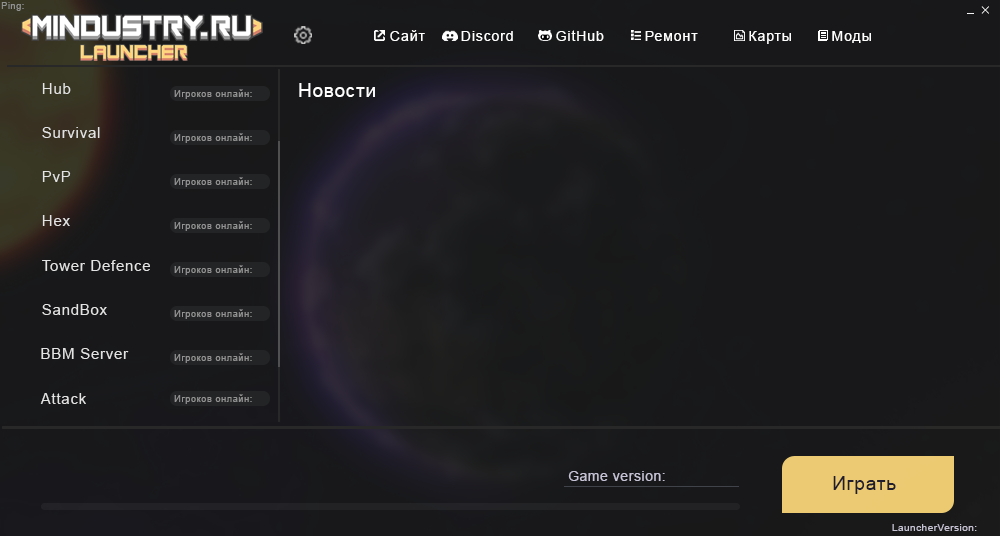 Ping:
MINDUSTRY.RU
LAUNCHER
Сайт
Discord
GitHub
Ремонт
Карты
Моды
Hub
Игроков онлайн:
Survival
Игроков онлайн:
PvP
Игроков онлайн:
Hex
Игроков онлайн:
Tower Defence
Игроков онлайн:
SandBox
Игроков онлайн:
BBM Server
Игроков онлайн:
Attack
Игроков онлайн:
Новости
Game version:
Играть
LauncherVersion: